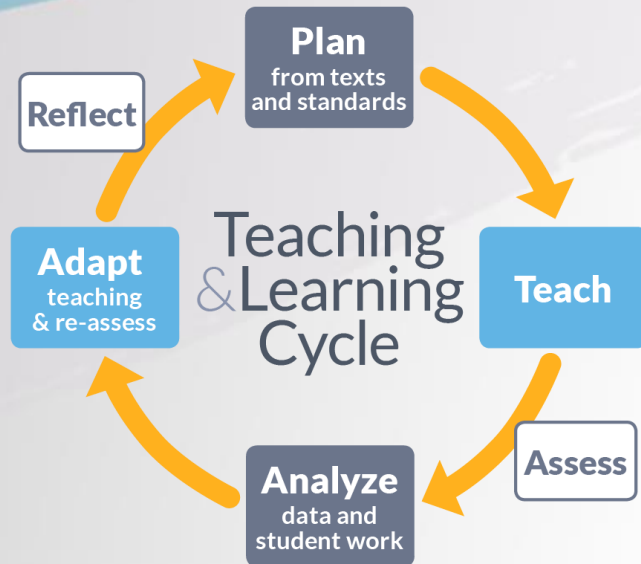 Plan
from texts
and standards
Reflect
Teaching
&Learning
Cycle
Adapt
teaching
& re-assess
Teach
Assess
Analyze
data and
student work